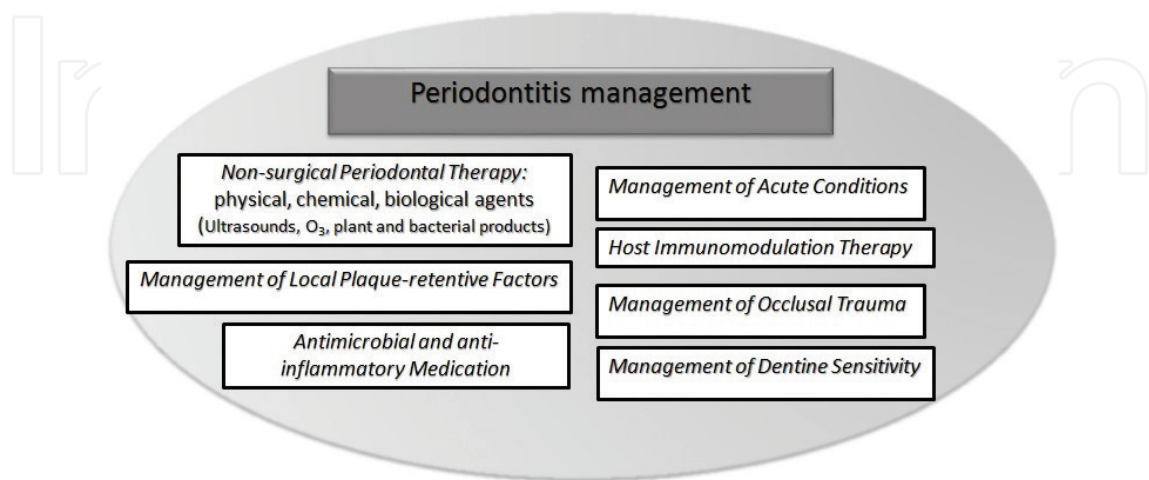 Periodontitis management
Non-surgical Periodontal Therapy:
physical, chemical, biological agents
(Ultrasounds, O₃, plant and bacterial products)
Management of Local Plaque-retentive Factors
Antimicrobial and anti-
inflammatory Medication
Management of Acute Conditions
Host Immunomodulation Therapy
Management of Occlusal Trauma
Management of Dentine Sensitivity